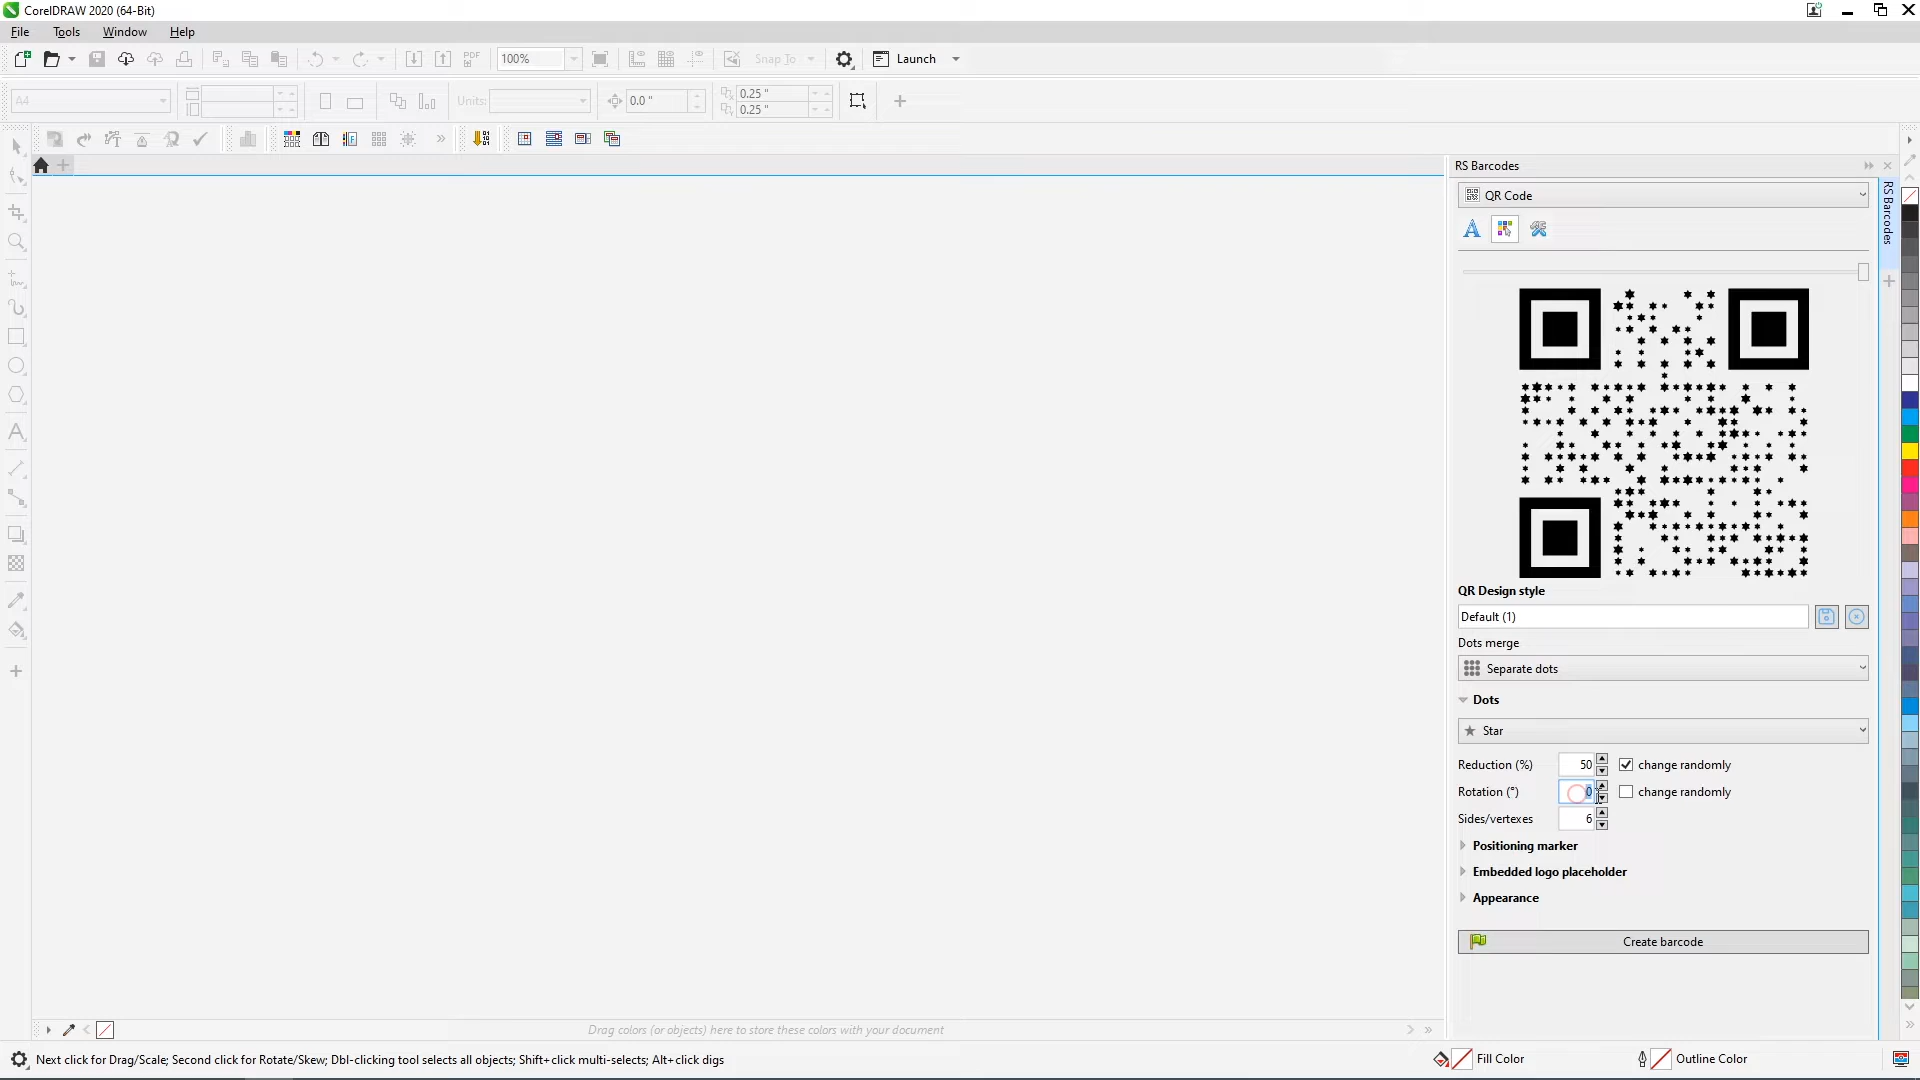 CorelDRAW 2020 (64-Bit)
File Tools Window Help
PDF 100% Snap To Launch
A4 Units: 0.0 " 0.25 "
0.25 "
RS Barcodes
QR Code
RS Barcodes
QR Design style
Default (1)
Dots merge
Separate dots
Dots
Star
Reduction (%) 50 change randomly
Rotation (°) 0 change randomly
Sides/vertexes 6
Positioning marker
Embedded logo placeholder
Appearance
Create barcode
Drag colors (or objects) here to store these colors with your document
Next click for Drag/Scale; Second click for Rotate/Skew; Dbl-clicking tool selects all objects; Shift+click multi-selects; Alt+click digs
Fill Color Outline Color